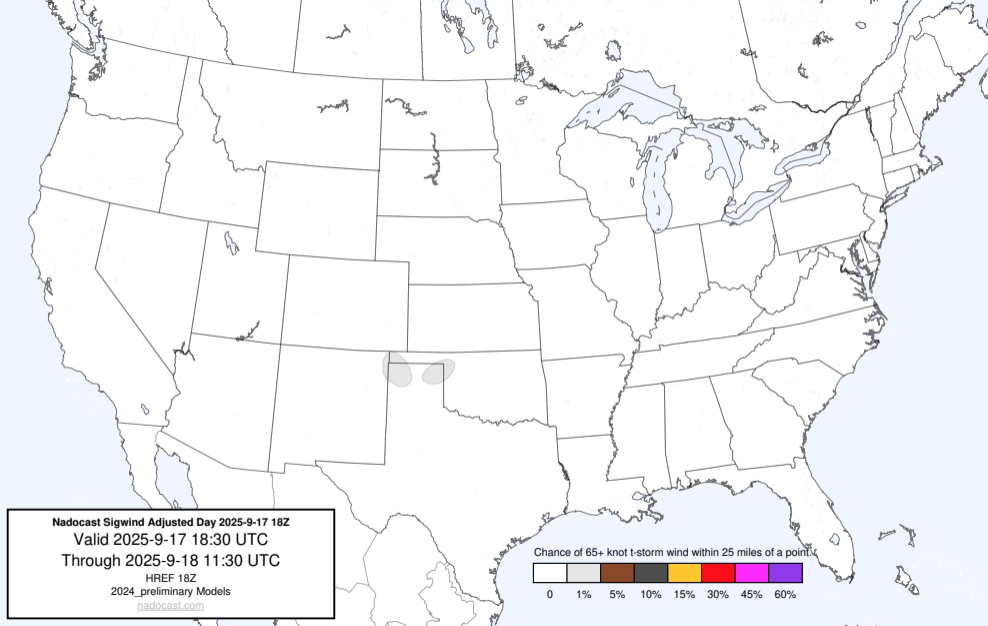 Nadocast Sigwind Adjusted Day 2025-9-17 18Z
Valid 2025-9-17 18:30 UTC
Through 2025-9-18 11:30 UTC
HREF 18Z
2024_preliminary Models
nadocast.com
Chance of 65+ knot t-storm wind within 25 miles of a point.
0 1% 5% 10% 15% 30% 45% 60%